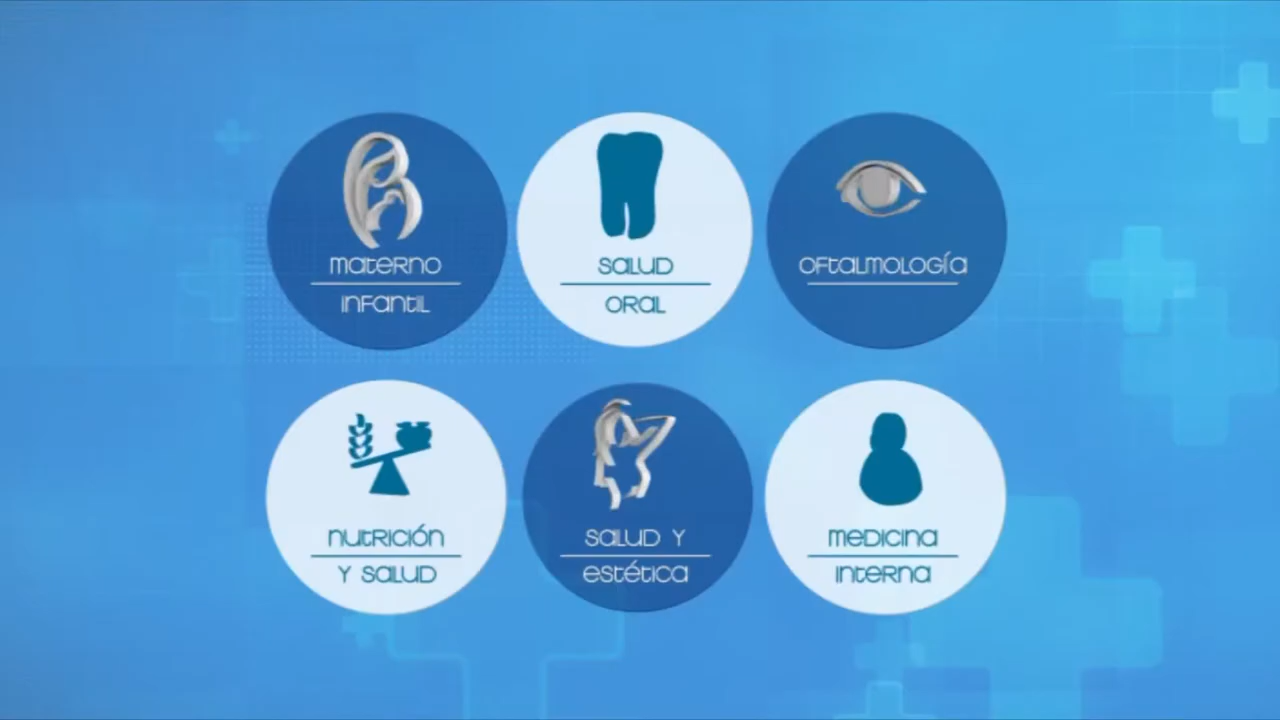 materno
infantil
salud
oral
oftalmología
nutrición
y salud
salud y
estética
medicina
interna